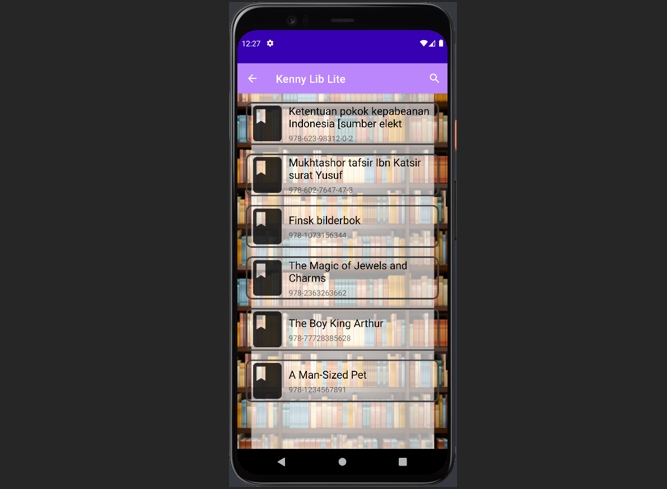 12:27
Kenny Lib Lite
Ketentuan pokok kepabeanan
Indonesia [sumber elekt
978-623-98312-0-2
Mukhtashor tafsir Ibn Katsir
surat Yusuf
978-602-7647-47-3
Finsk bilderbok
978-1073156344
The Magic of Jewels and
Charms
978-2363263662
The Boy King Arthur
978-77728385628
A Man-Sized Pet
978-1234567891